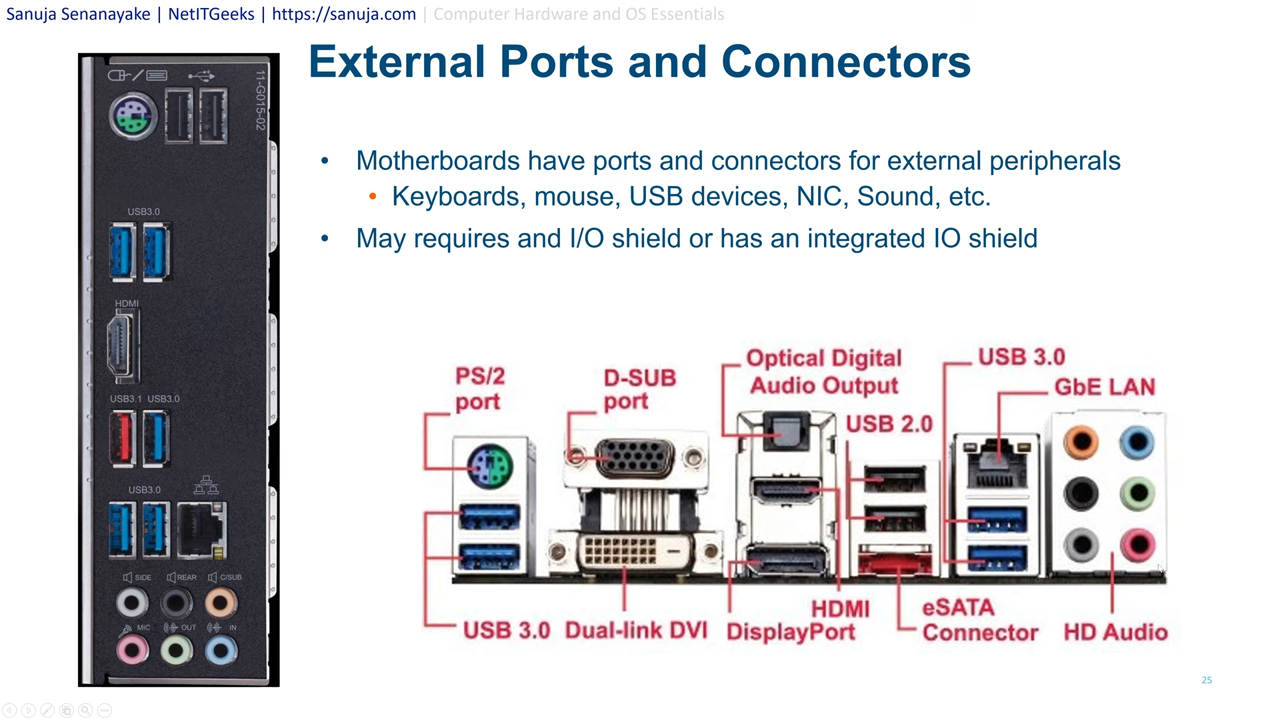 Sanuja Senanayake | NetITGeeks | https://sanuja.com | Computer Hardware and OS Essentials
External Ports and Connectors
• Motherboards have ports and connectors for external peripherals
• Keyboards, mouse, USB devices, NIC, Sound, etc.
• May requires and I/O shield or has an integrated IO shield
11-G015-02
USB3.0
HDMI
USB3.1 USB3.0
USB3.0
SIDE REAR C/SUB
MIC OUT IN
PS/2
port
D-SUB
port
Optical Digital
Audio Output
USB 2.0
USB 3.0
GbE LAN
USB 3.0
Dual-link DVI
DisplayPort
HDMI
eSATA
Connector
HD Audio
25